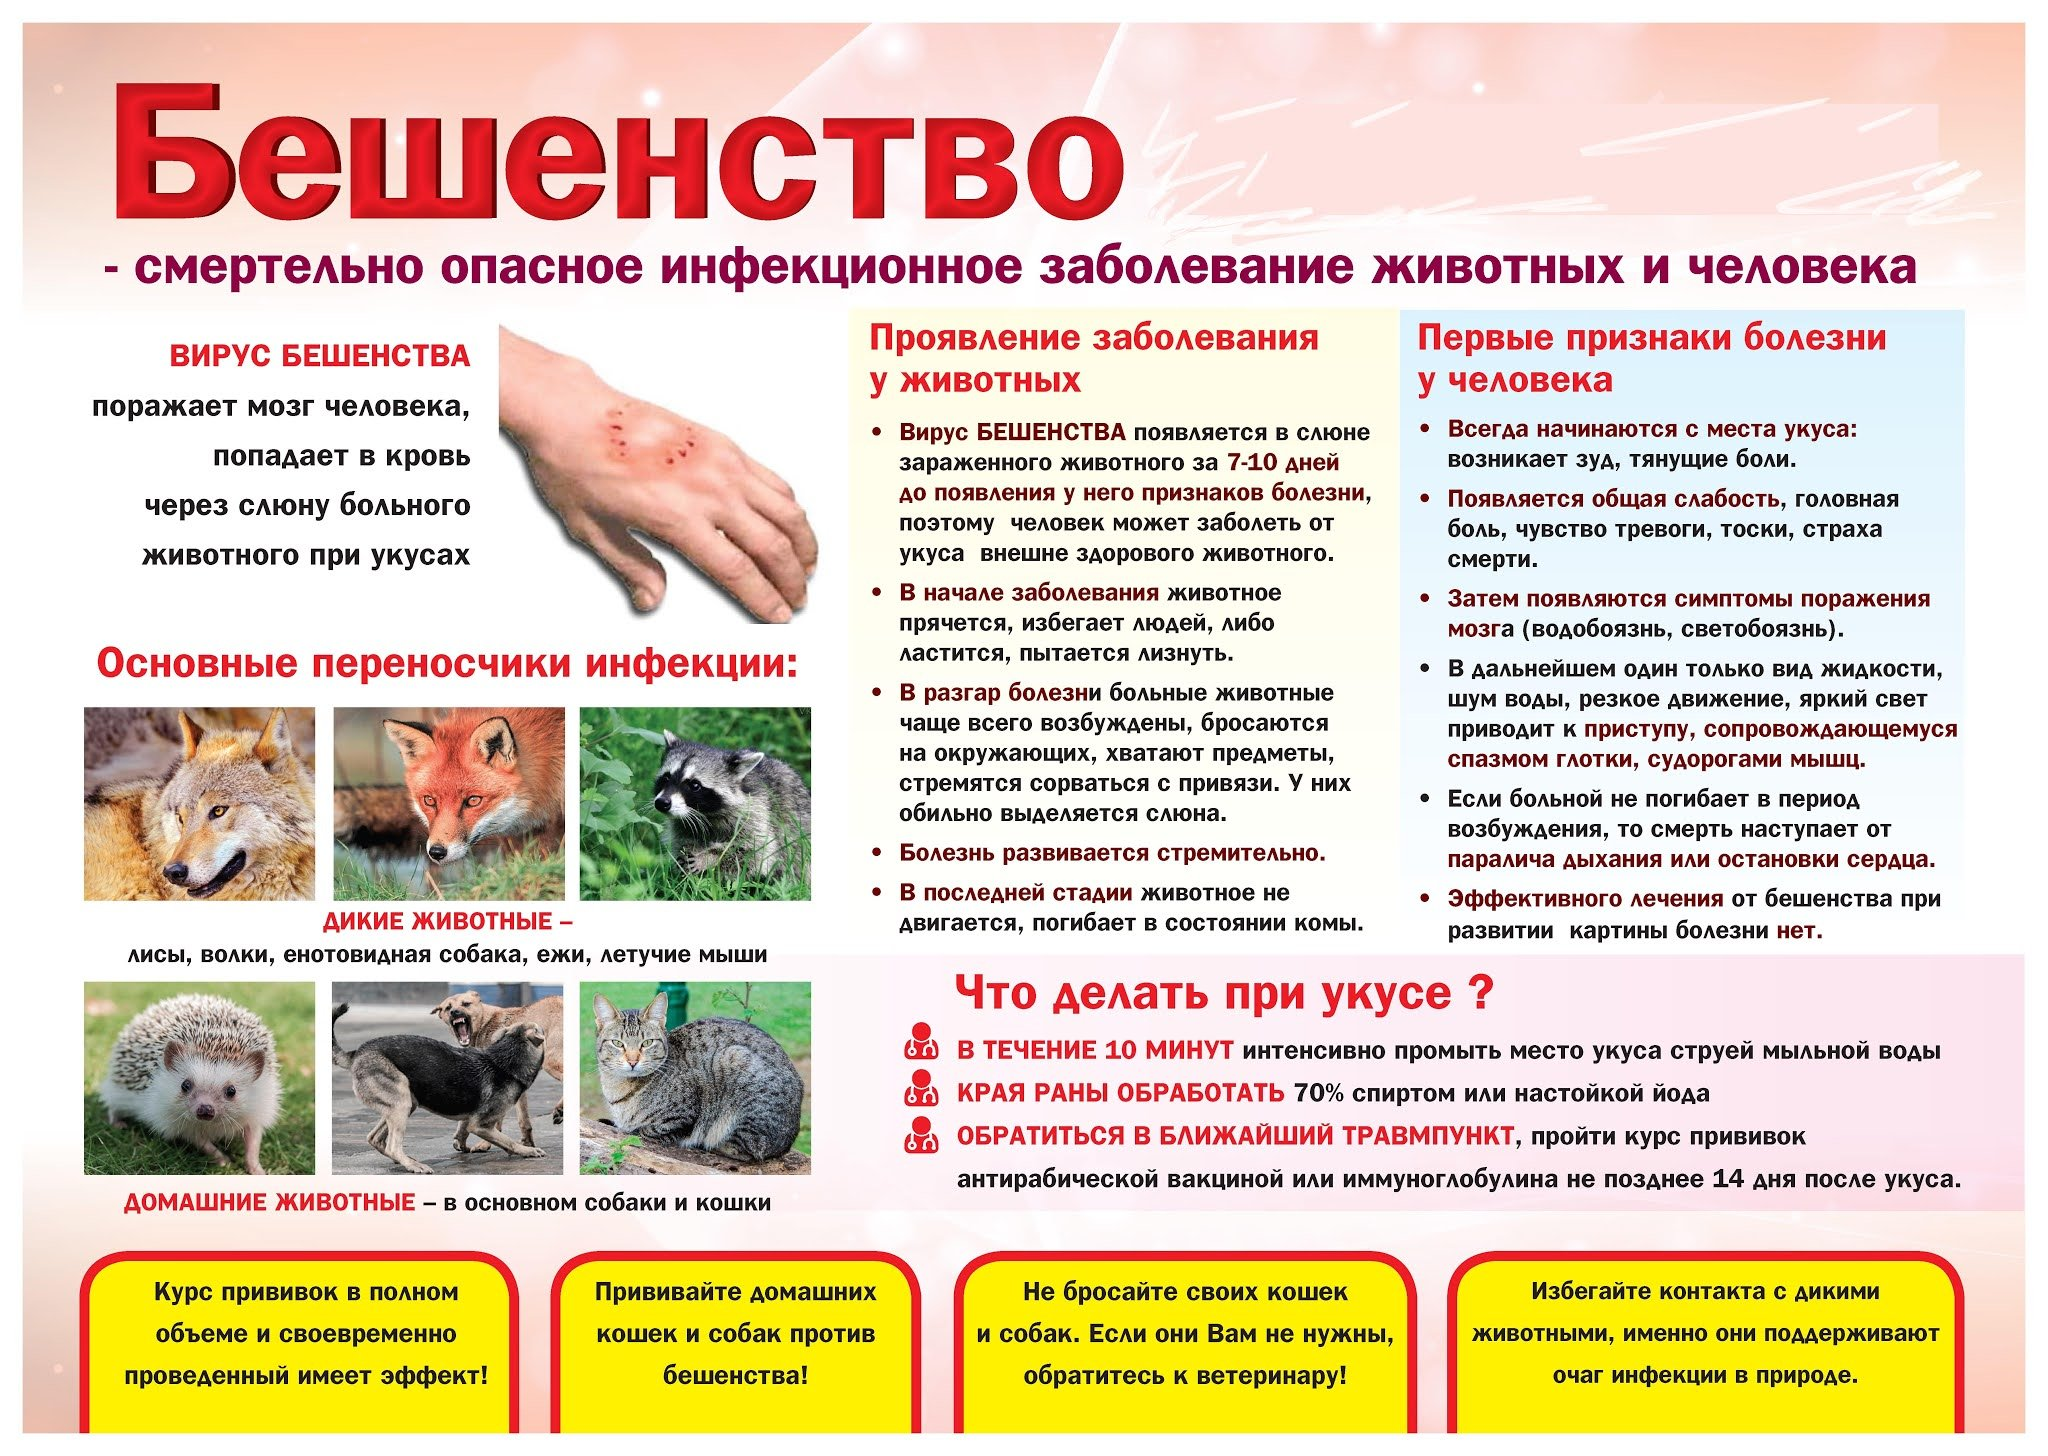 Бешенство
- смертельно опасное инфекционное заболевание животных и человека
ВИРУС БЕШЕНСТВА
поражает мозг человека,
попадает в кровь
через слюну больного
животного при укусах
Основные переносчики инфекции:
ДИКИЕ ЖИВОТНЫЕ –
лисы, волки, енотовидная собака, ежи, летучие мыши
ДОМАШНИЕ ЖИВОТНЫЕ – в основном собаки и кошки
Проявление заболевания
у животных
• Вирус БЕШЕНСТВА появляется в слюне
зараженного животного за 7-10 дней
до появления у него признаков болезни,
поэтому человек может заболеть от
укуса внешне здорового животного.
• В начале заболевания животное
прячется, избегает людей, либо
ластится, пытается лизнуть.
• В разгар болезни больные животные
чаще всего возбуждены, бросаются
на окружающих, хватают предметы,
стремятся сорваться с привязи. У них
обильно выделяется слюна.
• Болезнь развивается стремительно.
• В последней стадии животное не
двигается, погибает в состоянии комы.
Первые признаки болезни
у человека
• Всегда начинаются с места укуса:
возникает зуд, тянущие боли.
• Появляется общая слабость, головная
боль, чувство тревоги, тоски, страха
смерти.
• Затем появляются симптомы поражения
мозга (водобоязнь, светобоязнь).
• В дальнейшем один только вид жидкости,
шум воды, резкое движение, яркий свет
приводит к приступу, сопровождающемуся
спазмом глотки, судорогами мышц.
• Если больной не погибает в период
возбуждения, то смерть наступает от
паралича дыхания или остановки сердца.
• Эффективного лечения от бешенства при
развитии картины болезни нет.
Что делать при укусе ?
В ТЕЧЕНИЕ 10 МИНУТ интенсивно промыть место укуса струей мыльной воды
КРАЯ РАНЫ ОБРАБОТАТЬ 70% спиртом или настойкой йода
ОБРАТИТЬСЯ В БЛИЖАЙШИЙ ТРАВМПУНКТ, пройти курс прививок
антирабической вакциной или иммуноглобулина не позднее 14 дня после укуса.
Курс прививок в полном
объеме и своевременно
проведенный имеет эффект!
Прививайте домашних
кошек и собак против
бешенства!
Не бросайте своих кошек
и собак. Если они Вам не нужны,
обратитесь к ветеринару!
Избегайте контакта с дикими
животными, именно они поддерживают
очаг инфекции в природе.